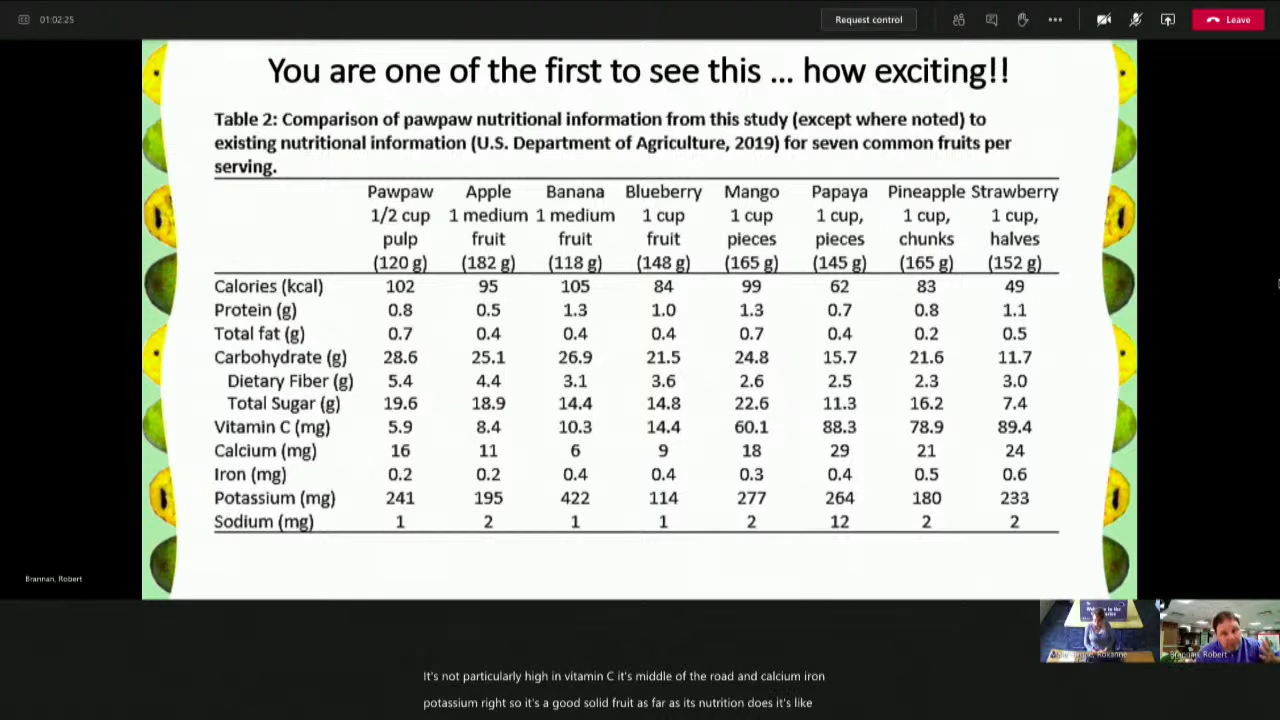 01:02:25
Request control
Leave
You are one of the first to see this ... how exciting!!
Table 2: Comparison of pawpaw nutritional information from this study (except where noted) to
existing nutritional information (U.S. Department of Agriculture, 2019) for seven common fruits per
serving.
Pawpaw Apple Banana Blueberry Mango Papaya Pineapple Strawberry
1/2 cup 1 medium 1 medium 1 cup 1 cup 1 cup, 1 cup, 1 cup,
pulp fruit fruit fruit pieces pieces chunks halves
(120 g) (182 g) (118 g) (148 g) (165 g) (145 g) (165 g) (152 g)
Calories (kcal) 102 95 105 84 99 62 83 49
Protein (g) 0.8 0.5 1.3 1.0 1.3 0.7 0.8 1.1
Total fat (g) 0.7 0.4 0.4 0.4 0.7 0.4 0.2 0.5
Carbohydrate (g) 28.6 25.1 26.9 21.5 24.8 15.7 21.6 11.7
Dietary Fiber (g) 5.4 4.4 3.1 3.6 2.6 2.5 2.3 3.0
Total Sugar (g) 19.6 18.9 14.4 14.8 22.6 11.3 16.2 7.4
Vitamin C (mg) 5.9 8.4 10.3 14.4 60.1 88.3 78.9 89.4
Calcium (mg) 16 11 6 9 18 29 21 24
Iron (mg) 0.2 0.2 0.4 0.4 0.3 0.4 0.5 0.6
Potassium (mg) 241 195 422 114 277 264 180 233
Sodium (mg) 1 2 1 1 2 12 2 2
Brannan, Robert
Welcome to the
Roxanne
Brannan, Robert
It's not particularly high in vitamin C it's middle of the road and calcium iron
potassium right so it's a good solid fruit as far as its nutrition does it's like